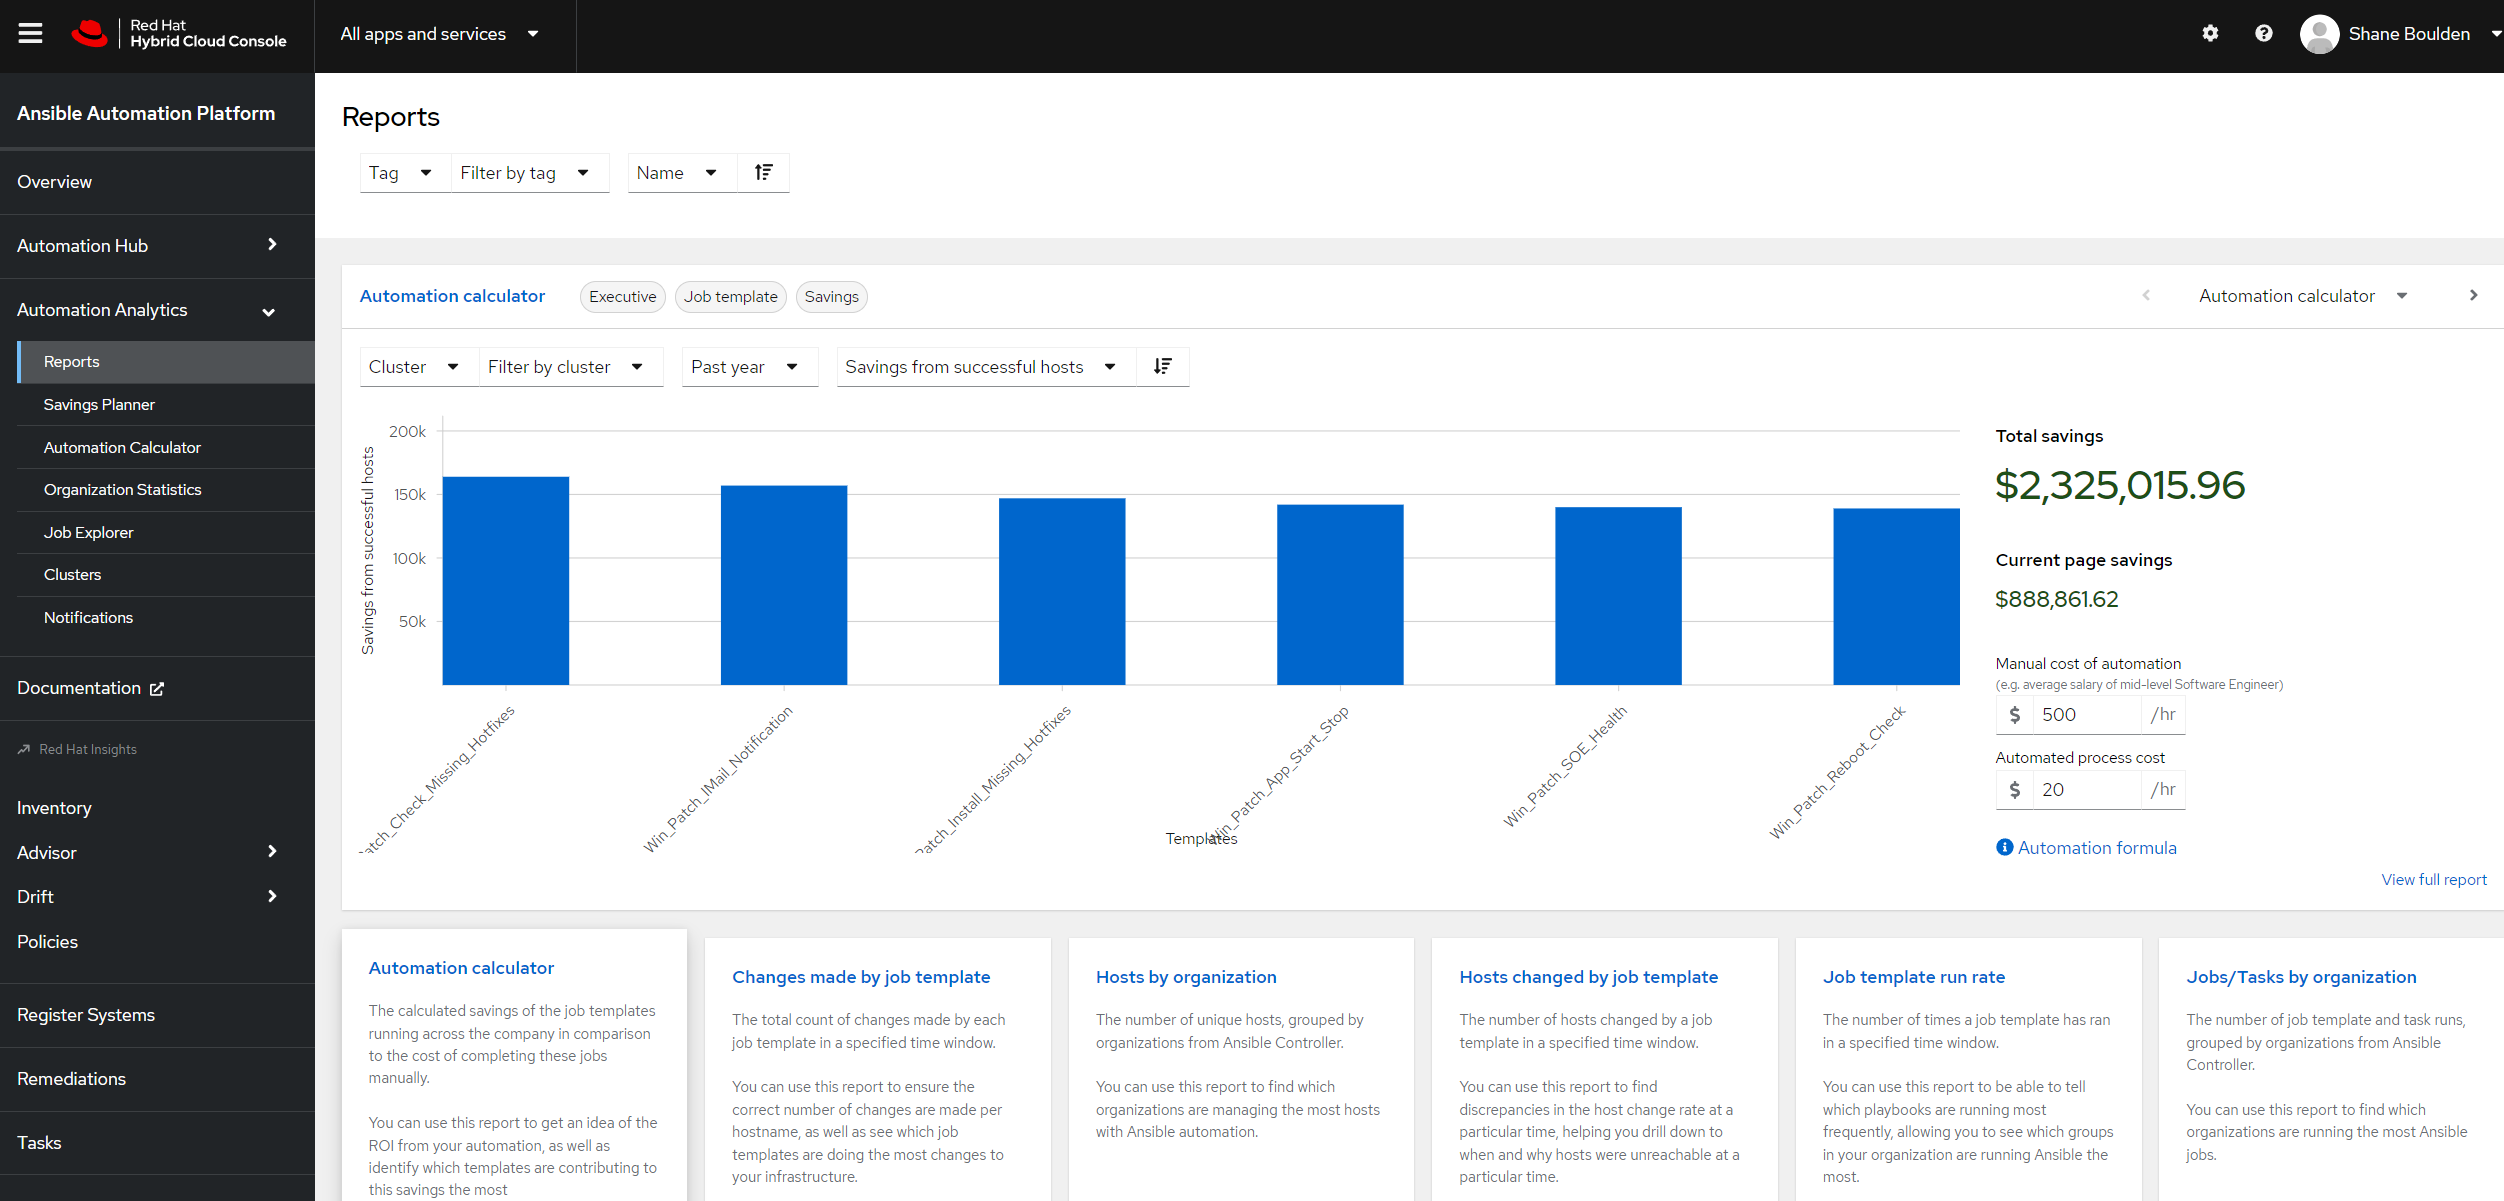 Red Hat
Hybrid Cloud Console
All apps and services
Shane Boulden
Ansible Automation Platform
Overview
Automation Hub
Automation Analytics
Reports
Savings Planner
Automation Calculator
Organization Statistics
Job Explorer
Clusters
Notifications
Documentation
Red Hat Insights
Inventory
Advisor
Drift
Policies
Register Systems
Remediations
Tasks
Reports
Tag Filter by tag Name
Automation calculator Executive Job template Savings Automation calculator
Cluster Filter by cluster Past year Savings from successful hosts
Savings from successful hosts
200k
150k
100k
50k
atch_Check_Missing_Hotfixes
Win_Patch_IMail_Notification
Patch_Install_Missing_Hotfixes
Win_Patch_App_Start_Stop
Win_Patch_SOE_Health
Win_Patch_Reboot_Check
Templates
Total savings
$2,325,015.96
Current page savings
$888,861.62
Manual cost of automation
(e.g. average salary of mid-level Software Engineer)
$ 500 /hr
Automated process cost
$ 20 /hr
Automation formula
View full report
Automation calculator
The calculated savings of the job templates
running across the company in comparison
to the cost of completing these jobs
manually.
You can use this report to get an idea of the
ROI from your automation, as well as
identify which templates are contributing to
this savings the most
Changes made by job template
The total count of changes made by each
job template in a specified time window.
You can use this report to ensure the
correct number of changes are made per
hostname, as well as see which job
templates are doing the most changes to
your infrastructure.
Hosts by organization
The number of unique hosts, grouped by
organizations from Ansible Controller.
You can use this report to find which
organizations are managing the most hosts
with Ansible automation.
Hosts changed by job template
The number of hosts changed by a job
template in a specified time window.
You can use this report to find
discrepancies in the host change rate at a
particular time, helping you drill down to
when and why hosts were unreachable at a
particular time.
Job template run rate
The number of times a job template has ran
in a specified time window.
You can use this report to be able to tell
which playbooks are running most
frequently, allowing you to see which groups
in your organization are running Ansible the
most.
Jobs/Tasks by organization
The number of job template and task runs,
grouped by organizations from Ansible
Controller.
You can use this report to find which
organizations are running the most Ansible
jobs.